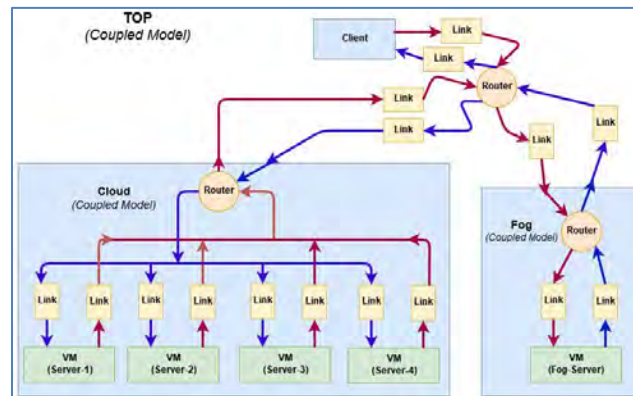 TOP
(Coupled Model)
Client
Link
Link
Router
Link
Link
Link
Link
Cloud
(Coupled Model)
Router
Fog
(Coupled Model)
Router
Link
Link
Link
Link
Link
Link
Link
Link
Link
Link
VM
(Server-1)
VM
(Server-2)
VM
(Server-3)
VM
(Server-4)
VM
(Fog-Server)